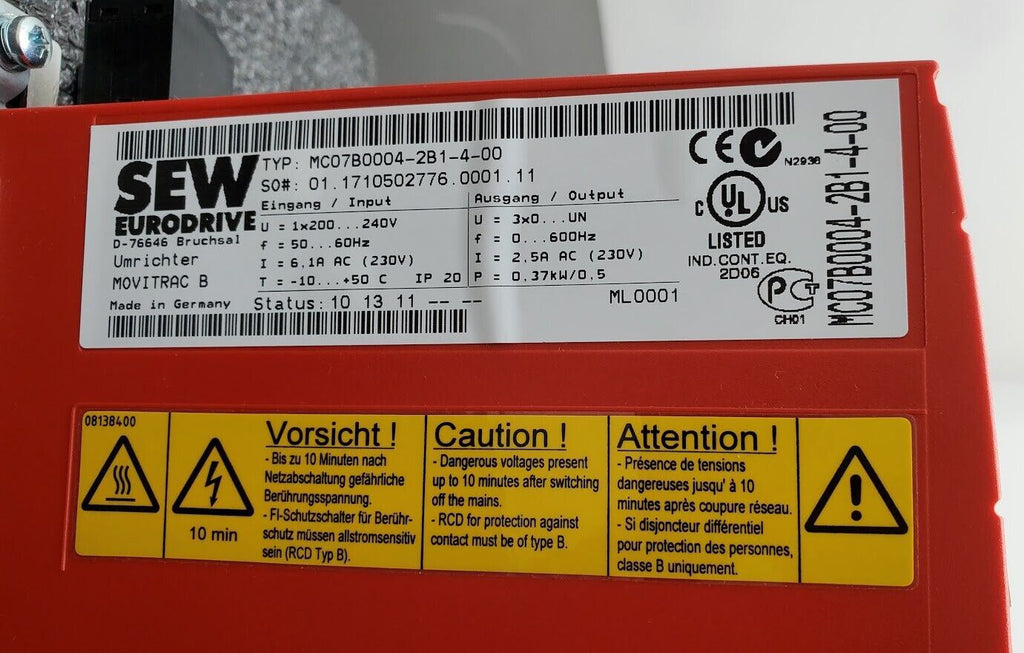 SEW
EURODRIVE
D-76646 Bruchsal
Umrichter
MOVITRAC B
Made in Germany
TYP: MC07B0004-2B1-4-00
SO#: 01.1710502776.0001.11
Eingang / Input
U = 1x200...240V
f = 50...60Hz
I = 6,1A AC (230V)
T = -10...+50 C IP 20
Status: 10 13 11 -- --
Ausgang / Output
U = 3x0...UN
f = 0...600Hz
I = 2,5A AC (230V)
P = 0,37kW/0,5
ML0001
CE
N2936
C UL US
LISTED
IND.CONT.EQ.
2D06
PCT
CH01
MC07B0004-2B1-4-00
08138400
10 min
Vorsicht !
- Bis zu 10 Minuten nach
Netzabschaltung gefährliche
Berührungsspannung.
- FI-Schutzschalter für Berühr-
schutz müssen allstromsensitiv
sein (RCD Typ B).
Caution !
- Dangerous voltages present
up to 10 minutes after switching
off the mains.
- RCD for protection against
contact must be of type B.
Attention !
- Présence de tensions
dangereuses jusqu' à 10
minutes après coupure réseau.
- Si disjoncteur différentiel
pour protection des personnes,
classe B uniquement.
!